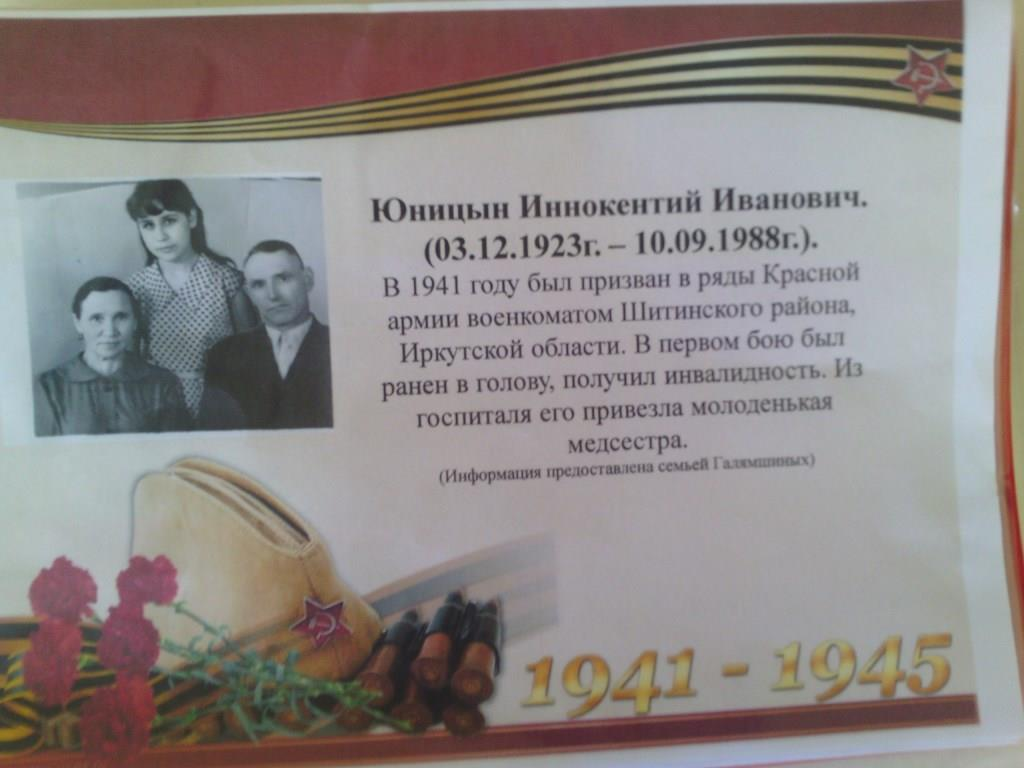 Юницын Иннокентий Иванович.
(03.12.1923г. – 10.09.1988г.).
В 1941 году был призван в ряды Красной
армии военкоматом Шитинского района,
Иркутской области. В первом бою был
ранен в голову, получил инвалидность. Из
госпиталя его привезла молоденькая
медсестра.
(Информация предоставлена семьей Галямшиных)
1941 - 1945